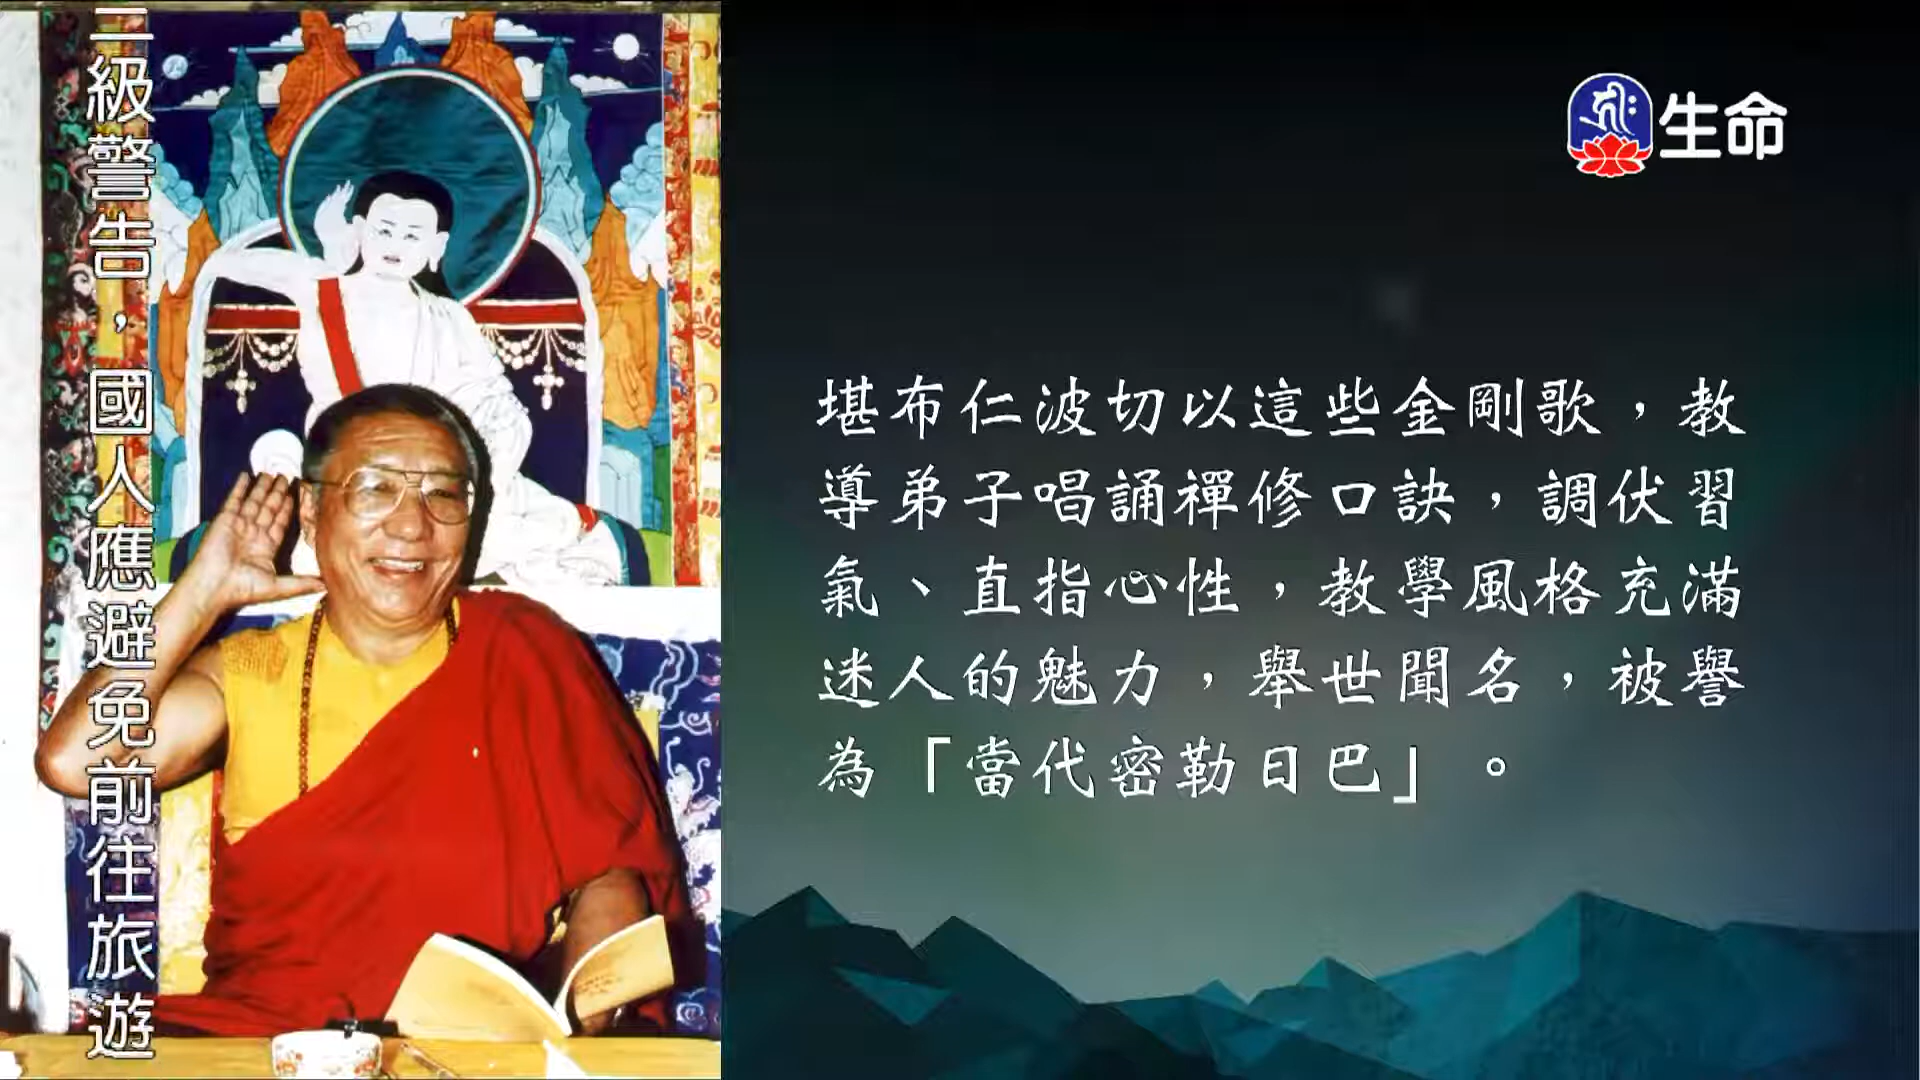 級警告，國人應避免前往旅遊
生命
堪布仁波切以這些金剛歌，教
導弟子唱誦禪修口訣，調伏習
氣、直指心性，教學風格充滿
迷人的魅力，舉世聞名，被譽
為「當代密勒日巴」。